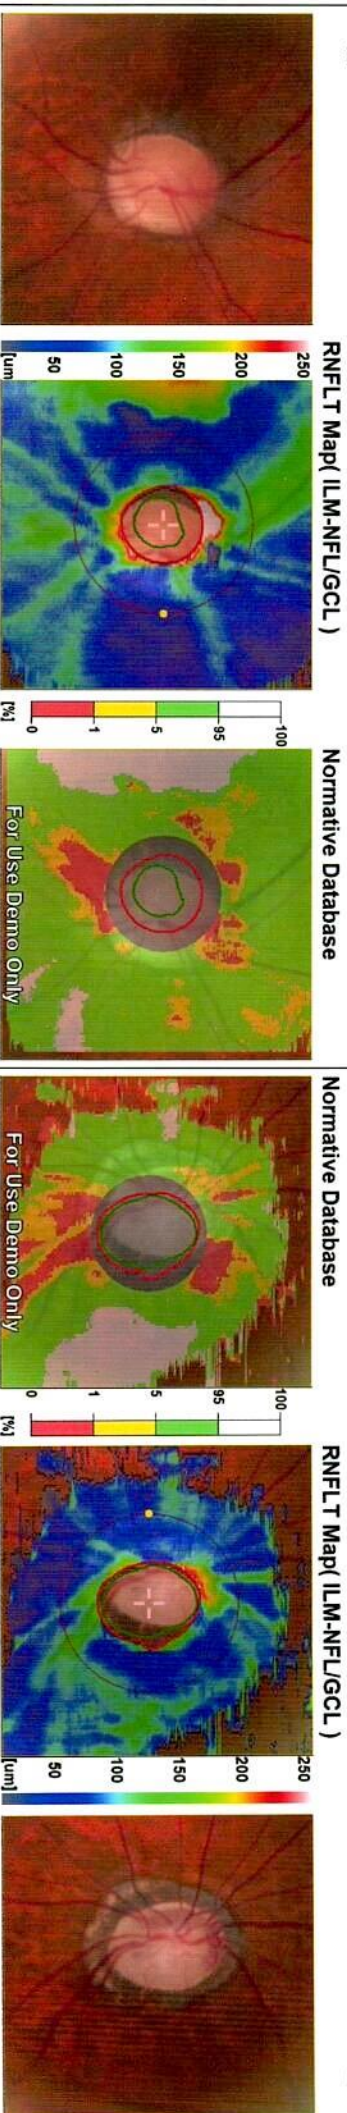 RNFLT Map( ILM-NFL/GCL )
50
100
150
200
250
[um
Normative Database
0
1
5
95
100
[%]
For Use Demo Only
Normative Database
0
1
5
95
100
[%]
For Use Demo Only
RNFLT Map( ILM-NFL/GCL )
50
100
150
200
250
[um]